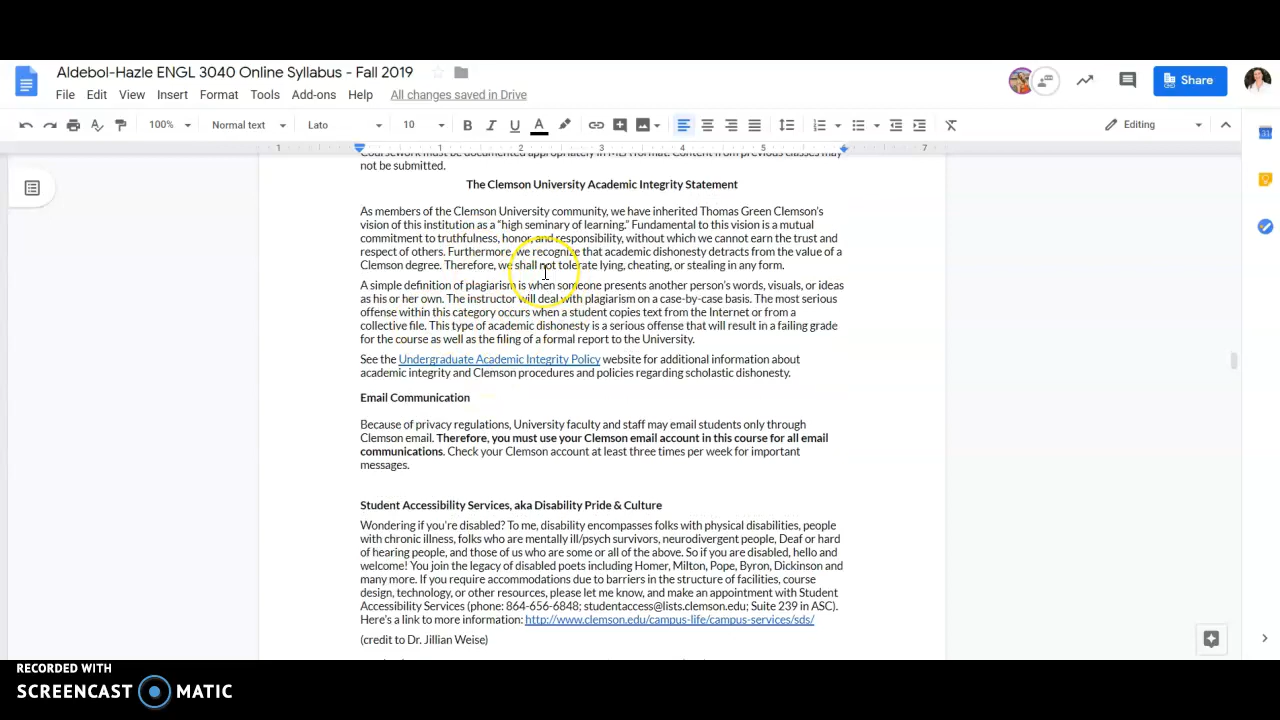 Aldebol-Hazle ENGL 3040 Online Syllabus - Fall 2019
File Edit View Insert Format Tools Add-ons Help All changes saved in Drive
Share
100% Normal text Lato 10 B I U A Editing
1 1 2 3 4 5 7
Coursework must be documented appropriately in MLA format. Content from previous classes may
not be submitted.
The Clemson University Academic Integrity Statement
As members of the Clemson University community, we have inherited Thomas Green Clemson's
vision of this institution as a "high seminary of learning." Fundamental to this vision is a mutual
commitment to truthfulness, honor, and responsibility, without which we cannot earn the trust and
respect of others. Furthermore, we recognize that academic dishonesty detracts from the value of a
Clemson degree. Therefore, we shall not tolerate lying, cheating, or stealing in any form.
A simple definition of plagiarism is when someone presents another person's words, visuals, or ideas
as his or her own. The instructor will deal with plagiarism on a case-by-case basis. The most serious
offense within this category occurs when a student copies text from the Internet or from a
collective file. This type of academic dishonesty is a serious offense that will result in a failing grade
for the course as well as the filing of a formal report to the University.
See the Undergraduate Academic Integrity Policy website for additional information about
academic integrity and Clemson procedures and policies regarding scholastic dishonesty.
Email Communication
Because of privacy regulations, University faculty and staff may email students only through
Clemson email. Therefore, you must use your Clemson email account in this course for all email
communications. Check your Clemson account at least three times per week for important
messages.
Student Accessibility Services, aka Disability Pride & Culture
Wondering if you're disabled? To me, disability encompasses folks with physical disabilities, people
with chronic illness, folks who are mentally ill/psych survivors, neurodivergent people, Deaf or hard
of hearing people, and those of us who are some or all of the above. So if you are disabled, hello and
welcome! You join the legacy of disabled poets including Homer, Milton, Pope, Byron, Dickinson and
many more. If you require accommodations due to barriers in the structure of facilities, course
design, technology, or other resources, please let me know, and make an appointment with Student
Accessibility Services (phone: 864-656-6848; studentaccess@lists.clemson.edu; Suite 239 in ASC).
Here's a link to more information: http://www.clemson.edu/campus-life/campus-services/sds/
(credit to Dr. Jillian Weise)
RECORDED WITH
SCREENCAST MATIC